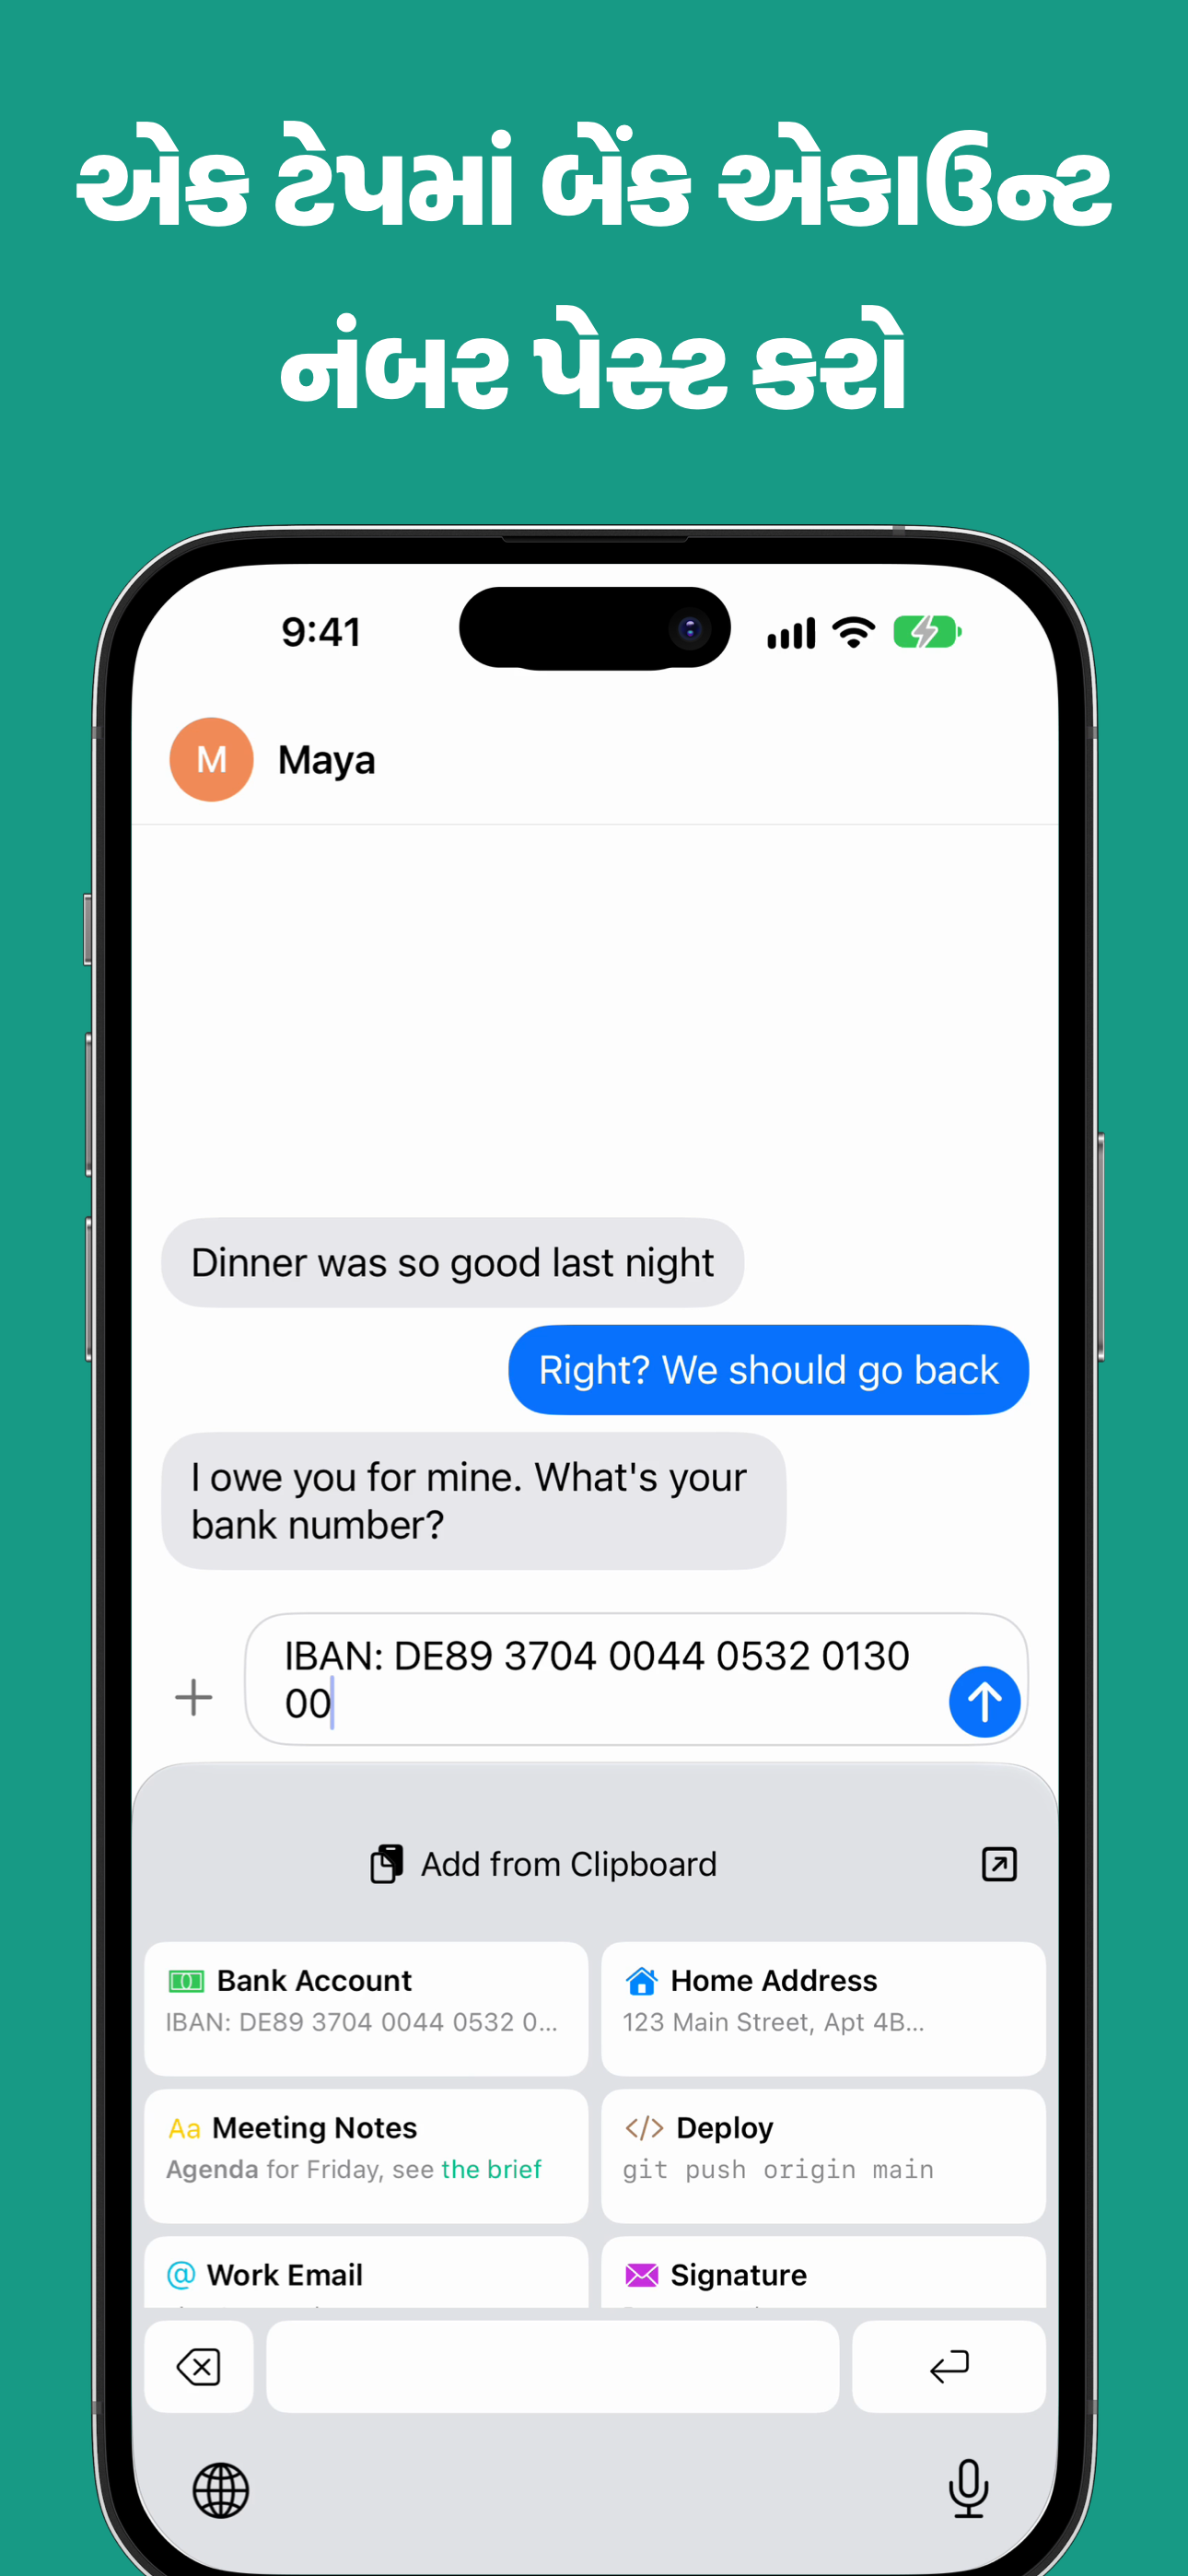 એક ટેપમાં બેંક એકાઉન્ટ
નંબર પેસ્ટ કરો
9:41
M
Maya
Dinner was so good last night
Right? We should go back
I owe you for mine. What's your
bank number?
IBAN: DE89 3704 0044 0532 0130
00
Add from Clipboard
Bank Account
IBAN: DE89 3704 0044 0532 0...
Home Address
123 Main Street, Apt 4B...
Aa Meeting Notes
Agenda for Friday, see the brief
</> Deploy
git push origin main
@ Work Email
Signature